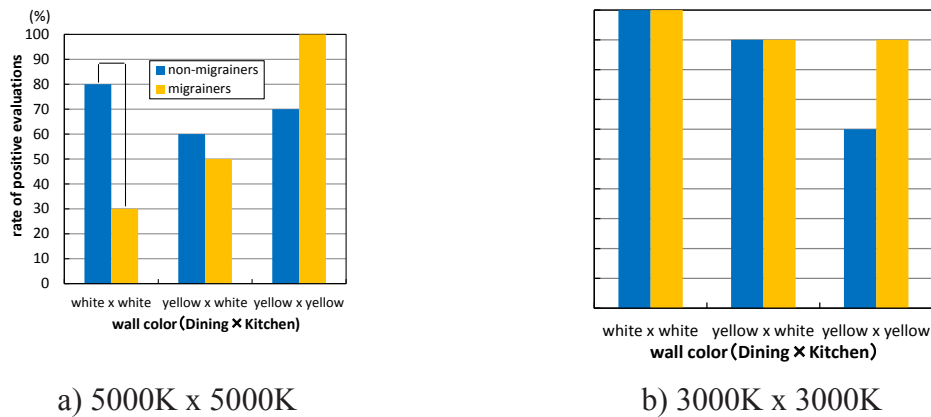 (%)
100
90
80
70
60
50
40
30
20
10
0
rate of positive evaluations
non-migrainers
migrainers
white x white yellow x white yellow x yellow
wall color(Dining×Kitchen)
a) 5000K x 5000K
white x white yellow x white yellow x yellow
wall color(Dining×Kitchen)
b) 3000K x 3000K